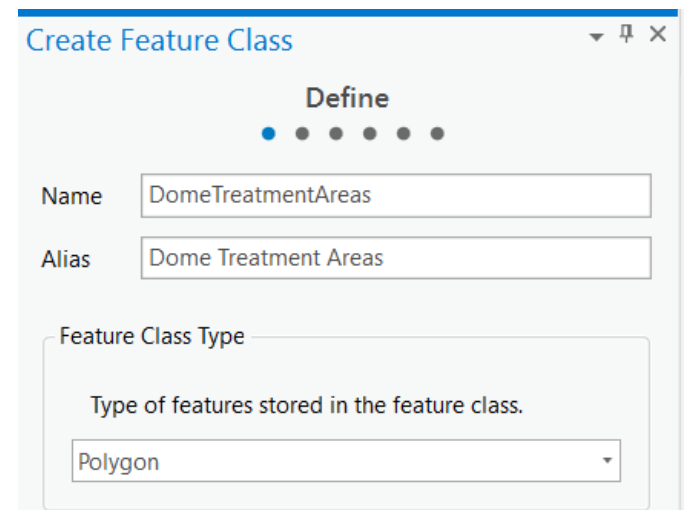 Create Feature Class
Define
Name DomeTreatmentAreas
Alias Dome Treatment Areas
Feature Class Type
Type of features stored in the feature class.
Polygon